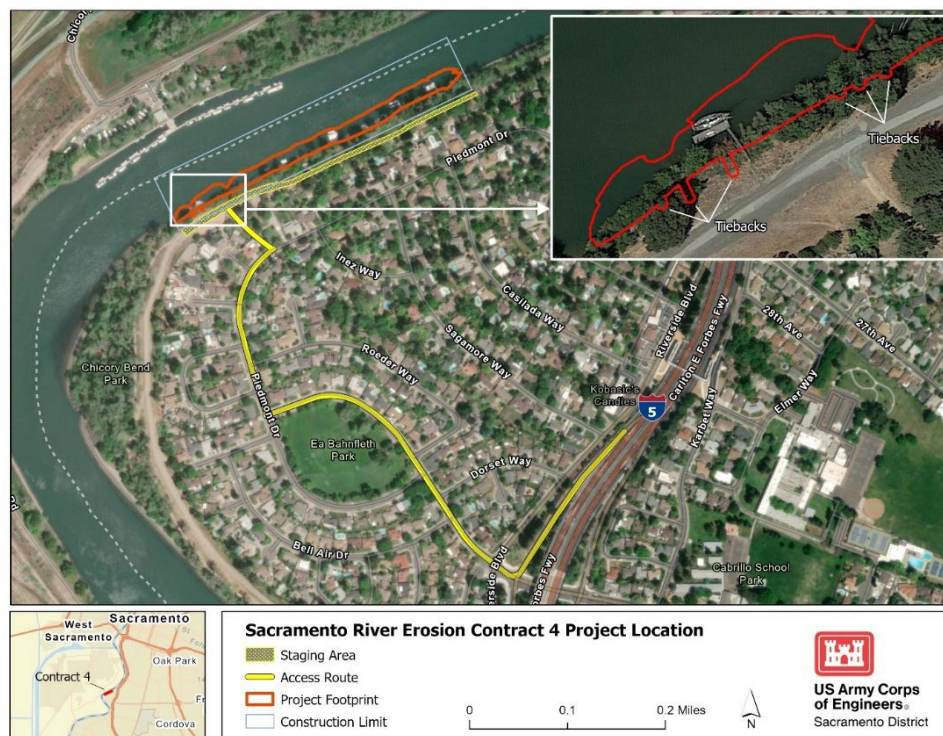 Chicory
Piedmont Dr
Tiebacks
Tiebacks
Inez Way
Casilada Way
Riverside Blvd
Carlton E Forbes Fwy
28th Ave
27th Ave
Sagamore Way
Roeder Way
Chicory Bend
Park
Piedmont Dr
Kobasic's
Candies
5
Karbet Way
Elmer Way
Ea Bahnfleth
Park
Dorset Way
Bell Air Dr
Riverside Blvd
Forbes Fwy
Cabrillo School
Park
Sacramento
West
Sacramento
Oak Park
Contract 4
Cordova
Sacramento River Erosion Contract 4 Project Location
Staging Area
Access Route
Project Footprint
Construction Limit
0 0.1 0.2 Miles
N
US Army Corps
of Engineers®
Sacramento District